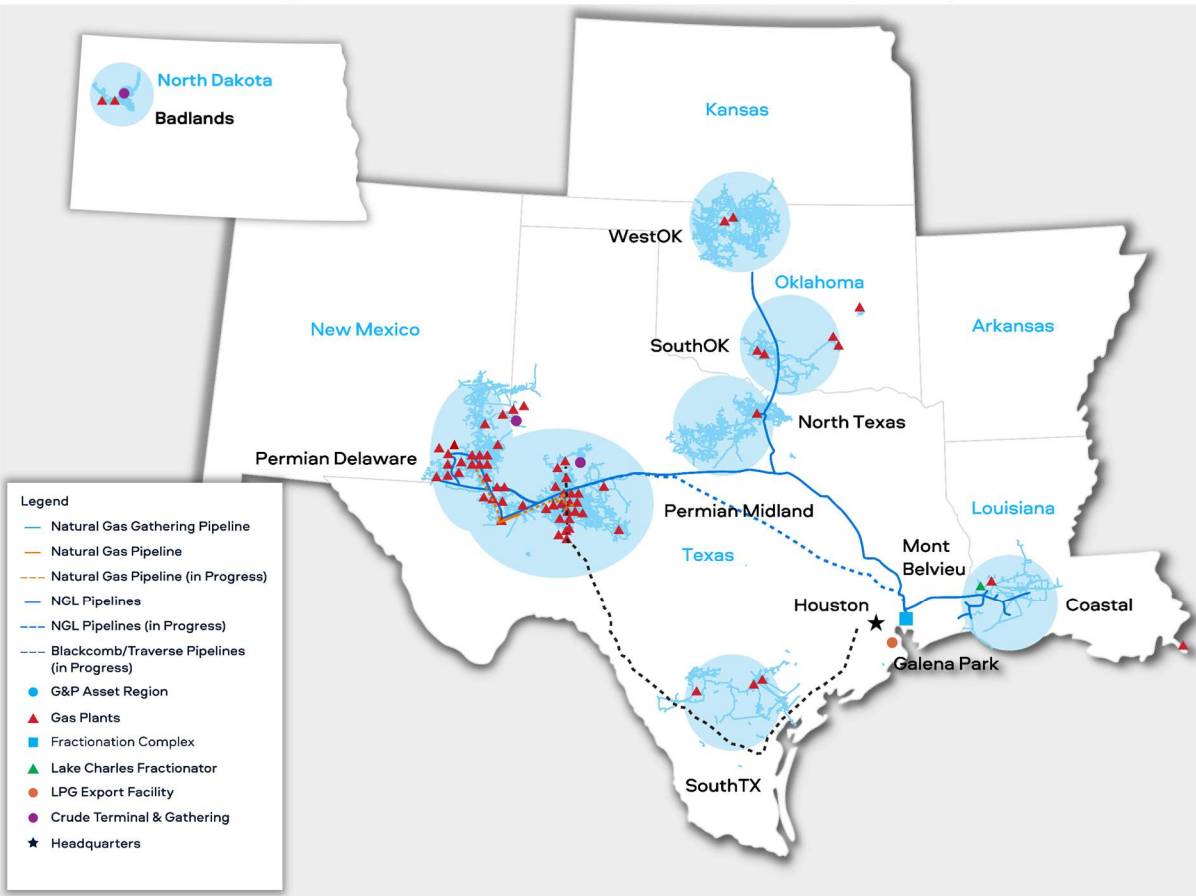 North Dakota
Badlands
Kansas
WestOK
Oklahoma
New Mexico
Arkansas
SouthOK
North Texas
Permian Delaware
Permian Midland
Louisiana
Texas
Mont
Belvieu
Houston
Coastal
Galena Park
SouthTX
Legend
Natural Gas Gathering Pipeline
Natural Gas Pipeline
Natural Gas Pipeline (in Progress)
NGL Pipelines
NGL Pipelines (in Progress)
Blackcomb/Traverse Pipelines
(in Progress)
G&P Asset Region
Gas Plants
Fractionation Complex
Lake Charles Fractionator
LPG Export Facility
Crude Terminal & Gathering
Headquarters